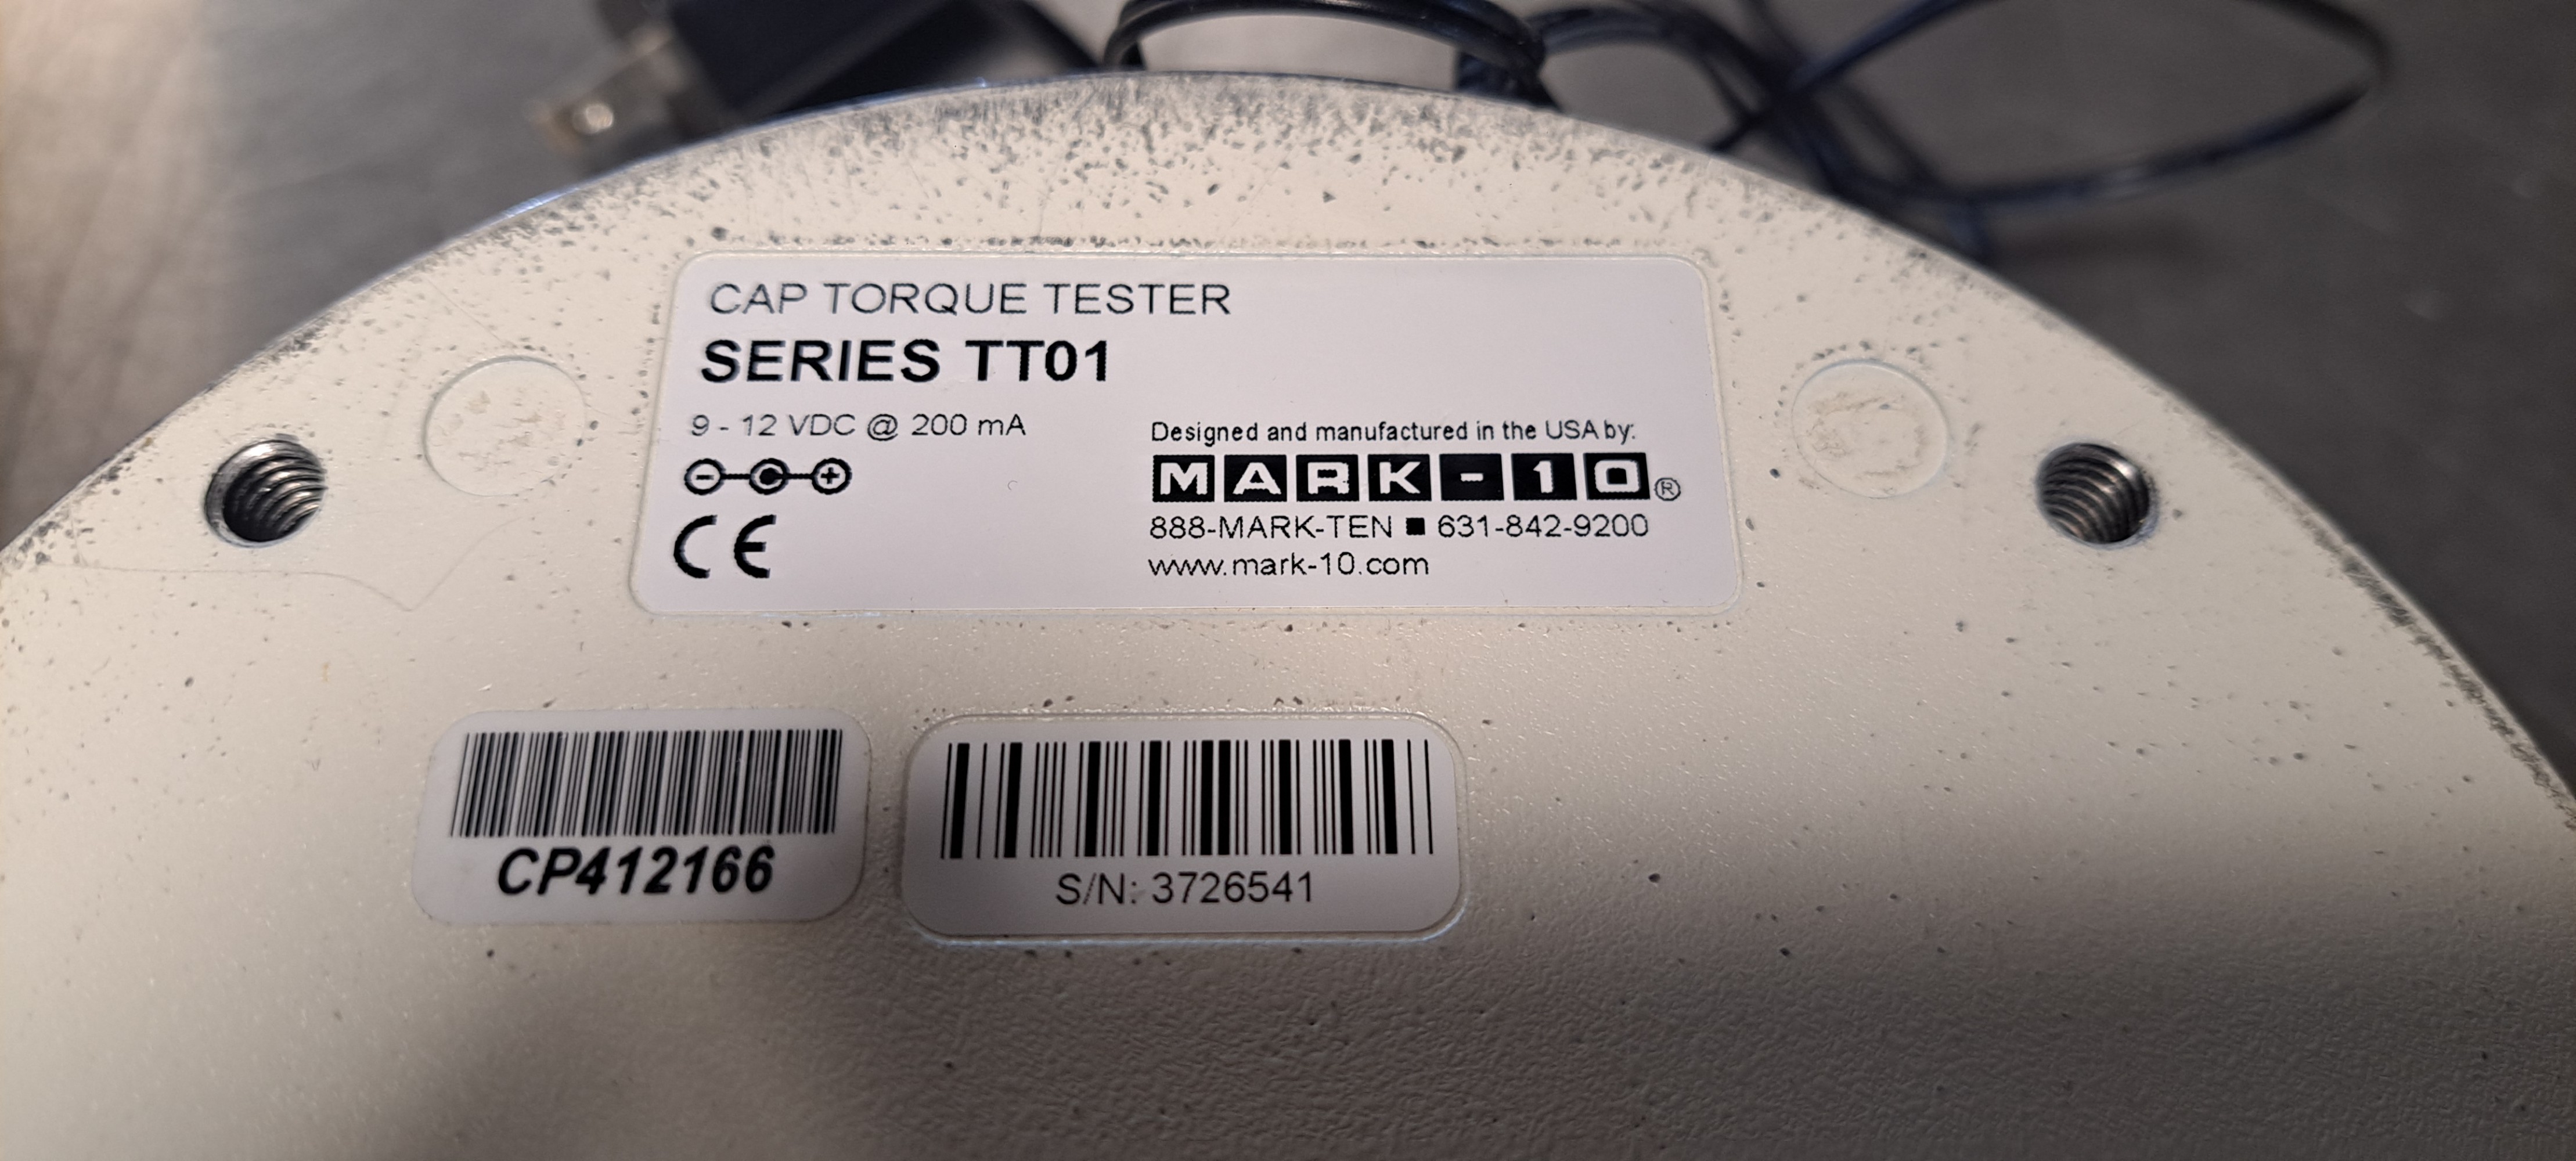 CAP TORQUE TESTER
SERIES TT01
9 - 12 VDC @ 200 mA
CE
Designed and manufactured in the USA by:
MARK-10®
888-MARK-TEN ■ 631-842-9200
www.mark-10.com
CP412166
S/N: 3726541